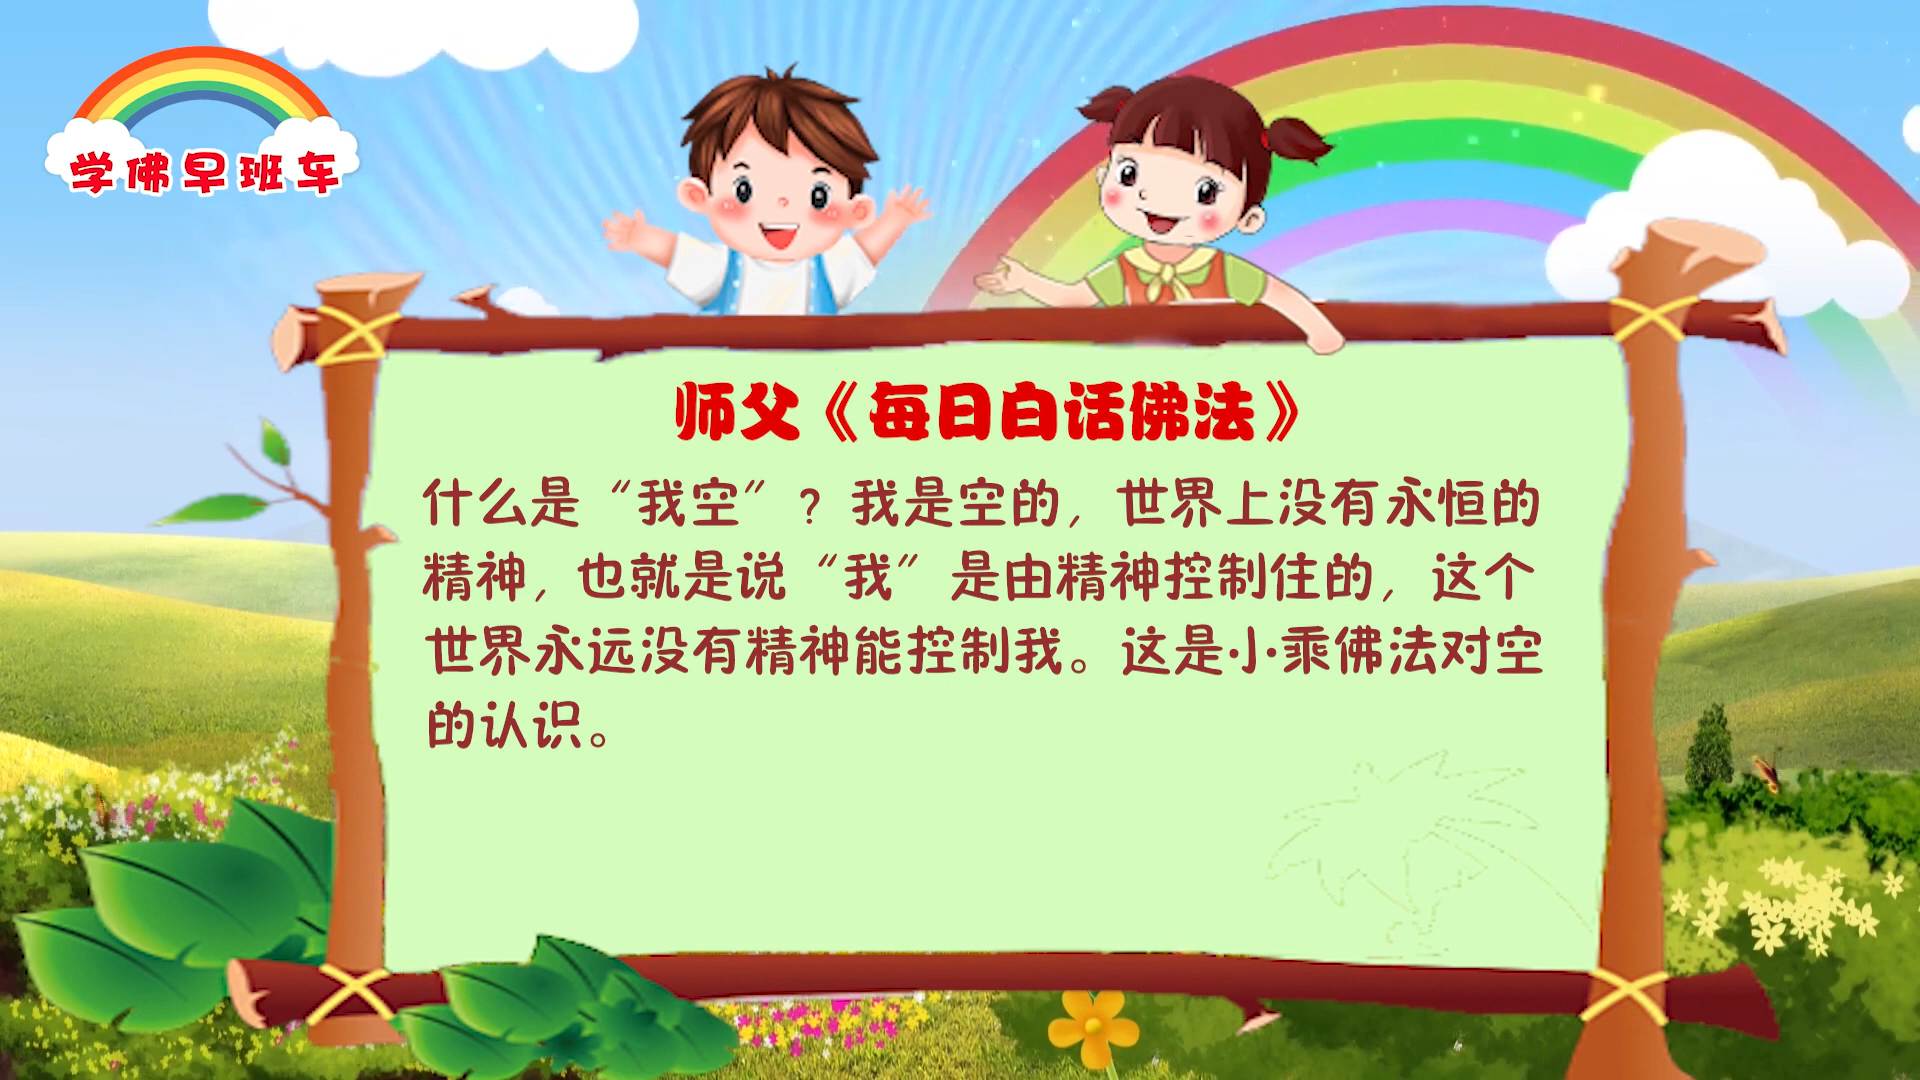 学佛早班车
师父《每日白话佛法》
什么是“我空”？我是空的，世界上没有永恒的
精神，也就是说“我”是由精神控制住的，这个
世界永远没有精神能控制我。这是小乘佛法对空
的认识。